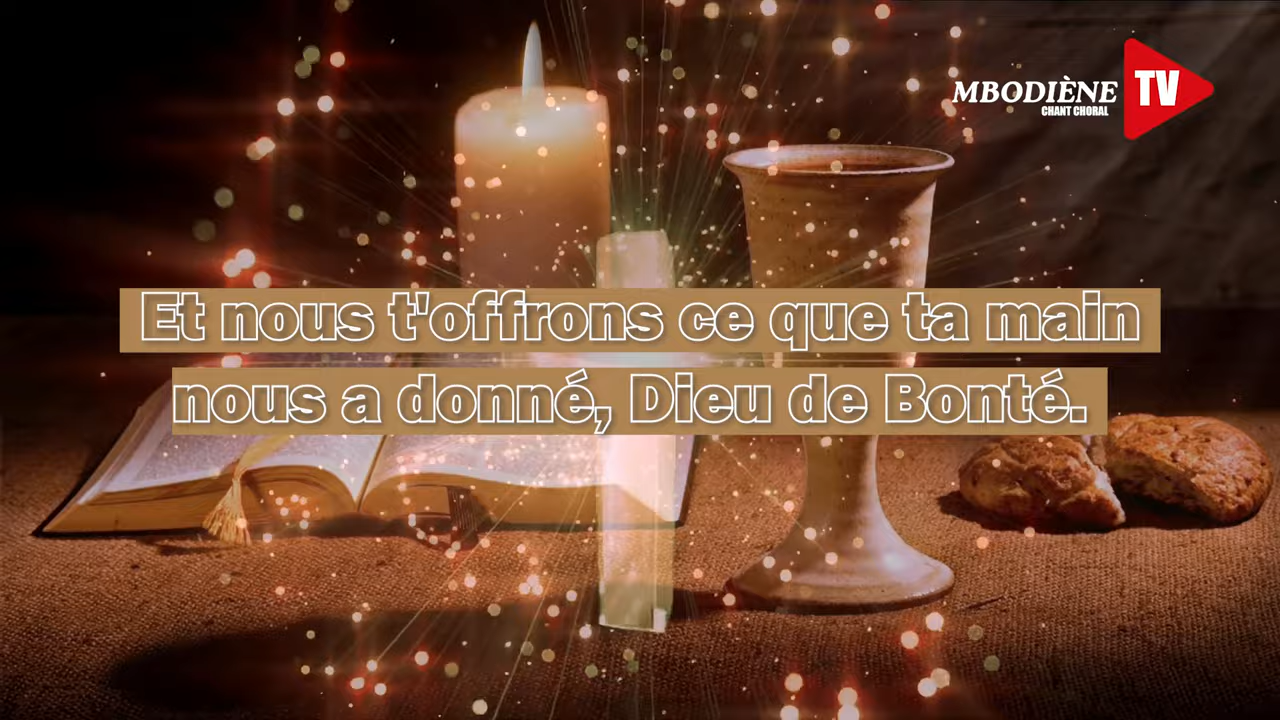 MBODIÈNE TV
CHANT CHORAL
Et nous t'offrons ce que ta main
nous a donné, Dieu de Bonté.